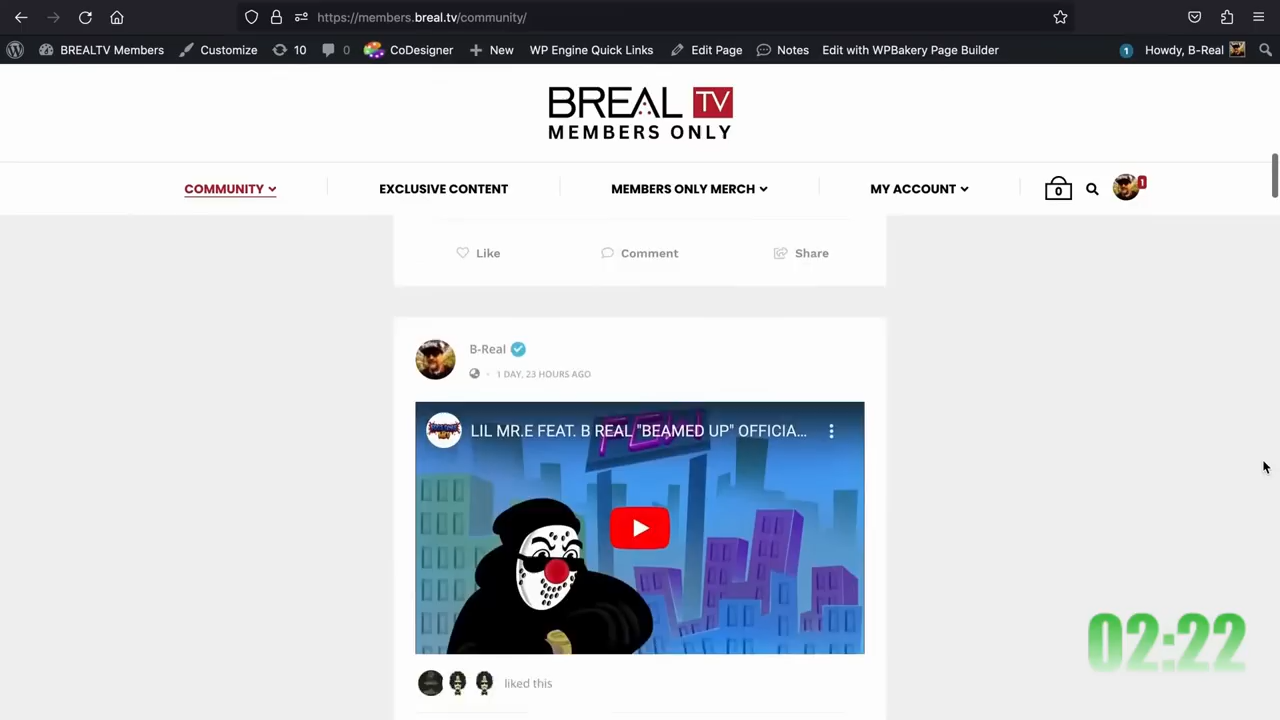 https://members.breal.tv/community/
BREALTV Members
Customize
10
0
CoDesigner
New
WP Engine Quick Links
Edit Page
Notes
Edit with WPBakery Page Builder
1
Howdy, B-Real
BREAL TV
MEMBERS ONLY
COMMUNITY
EXCLUSIVE CONTENT
MEMBERS ONLY MERCH
MY ACCOUNT
0
1
Like
Comment
Share
B-Real
1 DAY, 23 HOURS AGO
LIL MR.E FEAT. B REAL "BEAMED UP" OFFICIA...
02:22
liked this